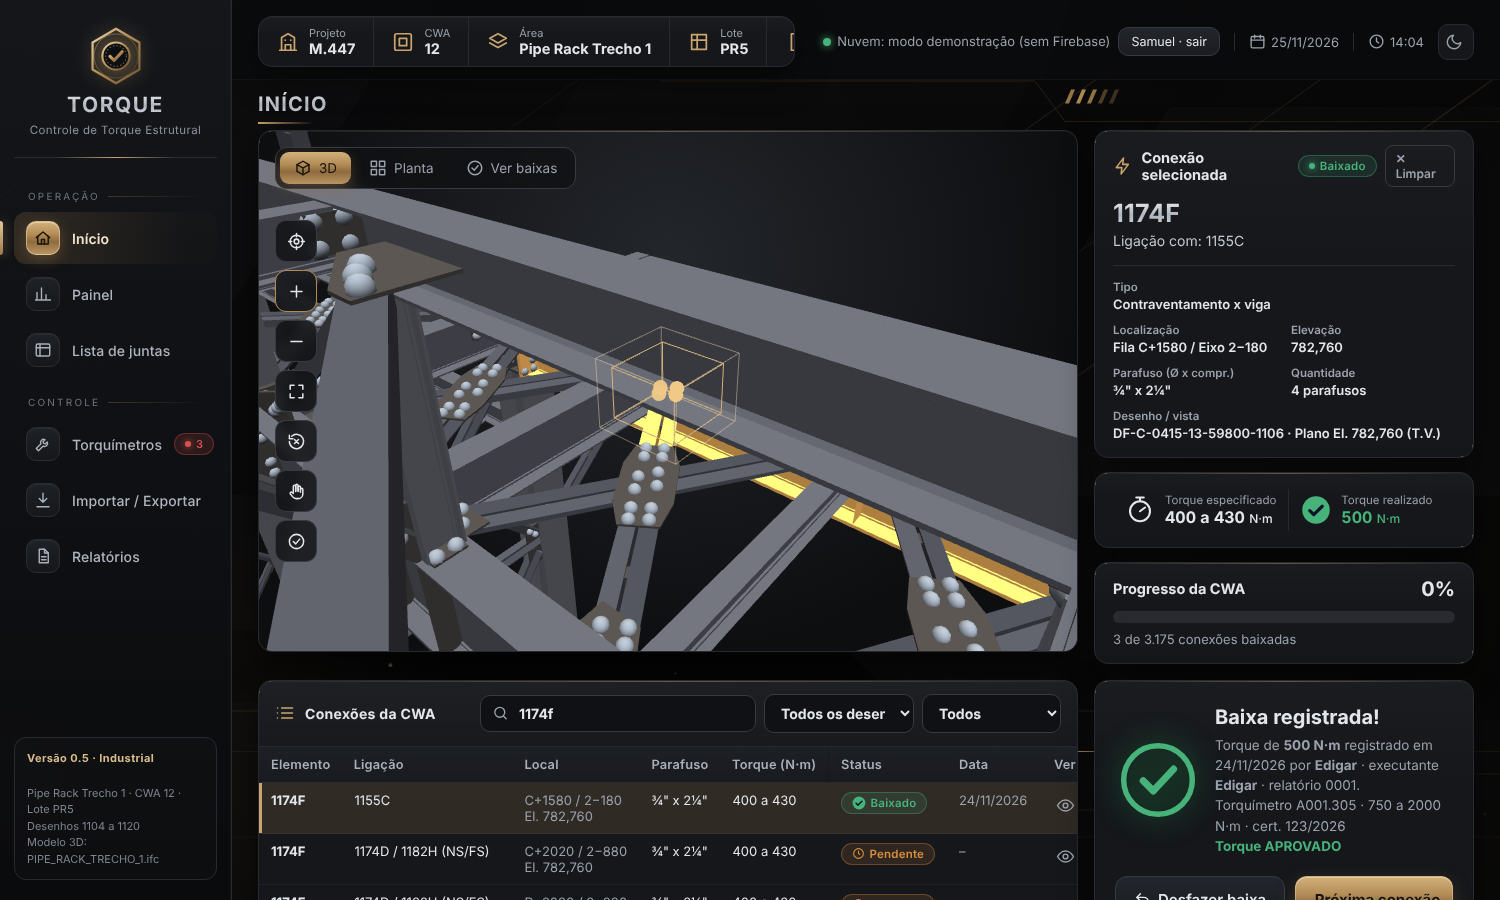 TORQUE
Controle de Torque Estrutural
OPERAÇÃO
Início
Painel
Lista de juntas
CONTROLE
Torquímetros
3
Importar / Exportar
Relatórios
Versão 0.5 · Industrial
Pipe Rack Trecho 1 · CWA 12 ·
Lote PR5
Desenhos 1104 a 1120
Modelo 3D:
PIPE_RACK_TRECHO_1.ifc
Projeto
M.447
CWA
12
Área
Pipe Rack Trecho 1
Lote
PR5
Nuvem: modo demonstração (sem Firebase)
Samuel · sair
25/11/2026
14:04
INÍCIO
3D
Planta
Ver baixas
Conexão
selecionada
Baixado
✕
Limpar
1174F
Ligação com: 1155C
Tipo
Contraventamento x viga
Localização
Fila C+1580 / Eixo 2−180
Elevação
782,760
Parafuso (Ø x compr.)
¾" x 2¼"
Quantidade
4 parafusos
Desenho / vista
DF-C-0415-13-59800-1106 · Plano El. 782,760 (T.V.)
Torque especificado
400 a 430 N·m
Torque realizado
500 N·m
Progresso da CWA
0%
3 de 3.175 conexões baixadas
Conexões da CWA
1174f
Todos os deser
Todos
Elemento Ligação Local Parafuso Torque (N·m) Status Data Ver
1174F 1155C C+1580 / 2−180 ¾" x 2¼" 400 a 430 Baixado 24/11/2026
El. 782,760
1174F 1174D / 1182H (NS/FS) C+2020 / 2−880 ¾" x 2¼" 400 a 430 Pendente –
El. 782,760
Baixa registrada!
Torque de 500 N·m registrado em
24/11/2026 por Edigar · executante
Edigar · relatório 0001.
Torquímetro A001.305 · 750 a 2000
N·m · cert. 123/2026
Torque APROVADO
Desfazer baixa
Próxima conexão